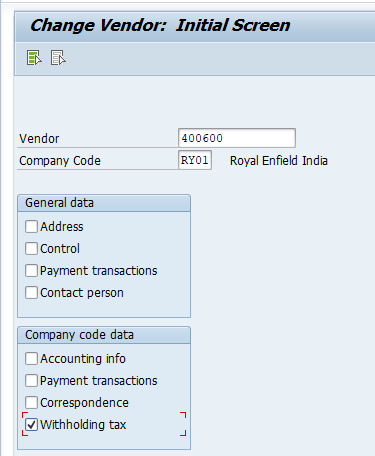 Change Vendor: Initial Screen
Vendor 400600
Company Code RY01 Royal Enfield India
General data
Address
Control
Payment transactions
Contact person
Company code data
Accounting info
Payment transactions
Correspondence
Withholding tax